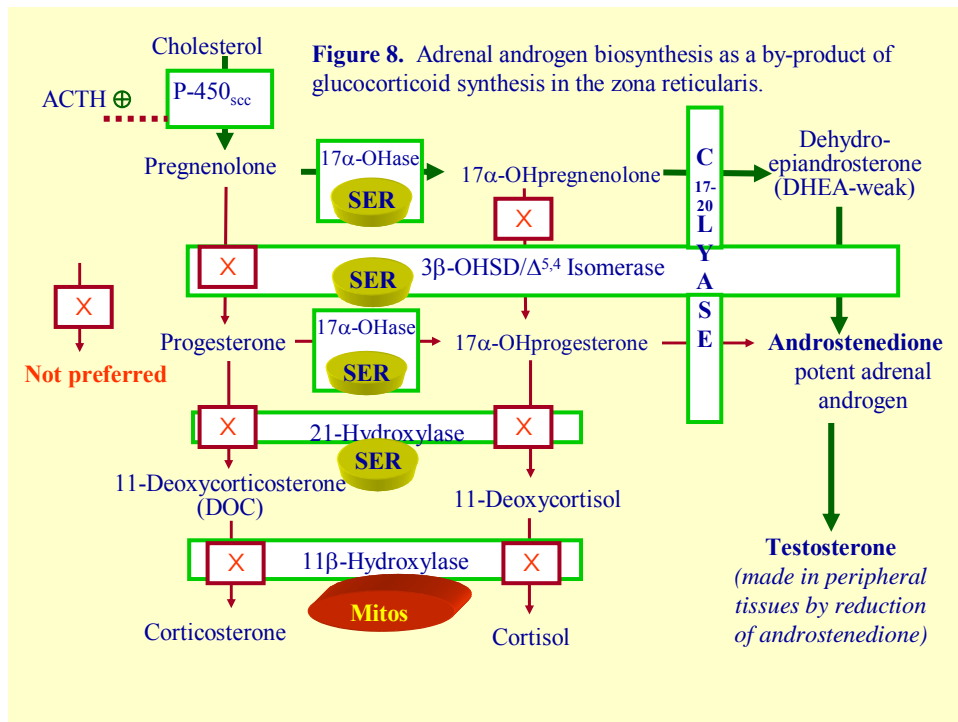 Figure 8. Adrenal androgen biosynthesis as a by-product of
glucocorticoid synthesis in the zona reticularis.
Cholesterol
ACTH ⊕
P-450scc
Pregnenolone
17α-OHase
SER
17α-OHpregnenolone
C
17-
20
L
Y
A
S
E
Dehydro-
epiandrosterone
(DHEA-weak)
X
X
3β-OHSD/Δ5,4 Isomerase
SER
X
Not preferred
Progesterone
17α-OHase
SER
17α-OHprogesterone
Androstenedione
potent adrenal
androgen
X
21-Hydroxylase
X
SER
11-Deoxycorticosterone
(DOC)
11-Deoxycortisol
X
11β-Hydroxylase
X
Mitos
Corticosterone
Cortisol
Testosterone
(made in peripheral
tissues by reduction
of androstenedione)